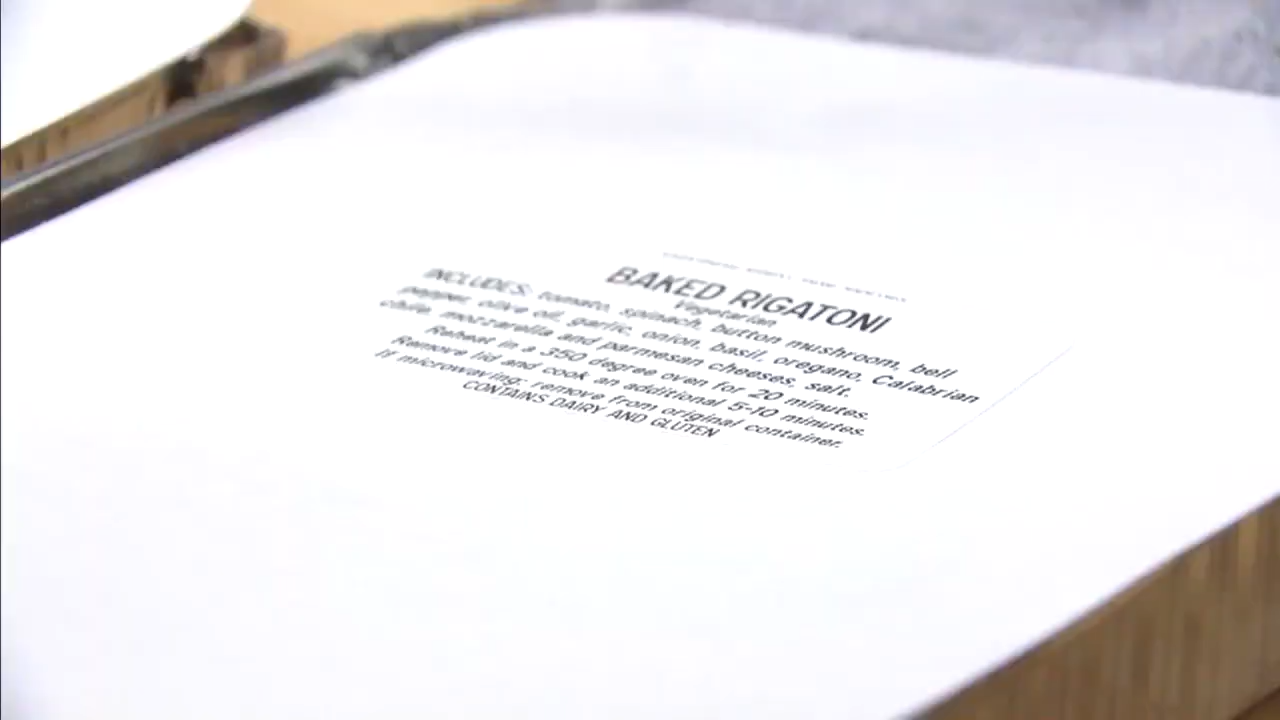 BAKED RIGATONI
Vegetarian
INCLUDES: tomato, spinach, button mushroom, bell
pepper, olive oil, garlic, onion, basil, oregano, Calabrian
chile, mozzarella and parmesan cheeses, salt.
Reheat in a 350 degree oven for 20 minutes.
Remove lid and cook an additional 5-10 minutes.
If microwaving: remove from original container.
CONTAINS DAIRY AND GLUTEN